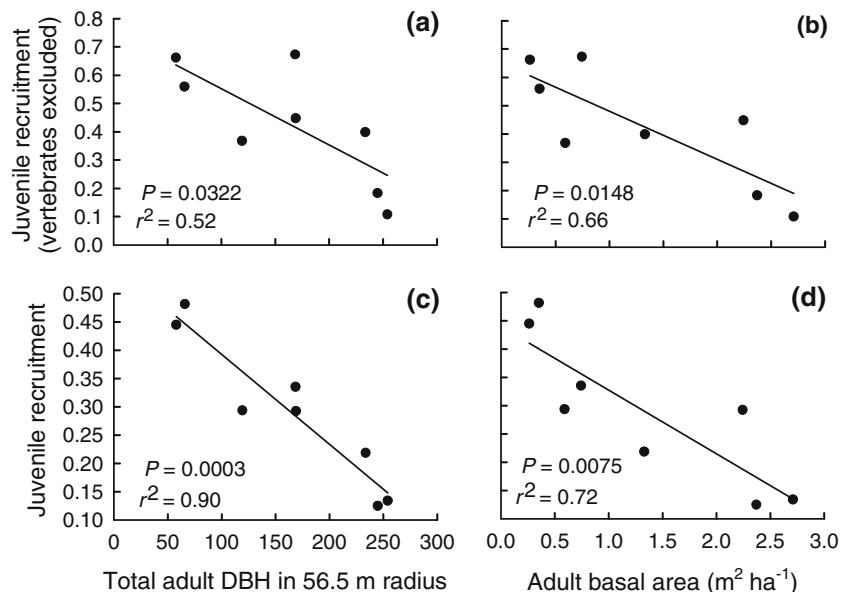 (a)
(b)
Juvenile recruitment
(vertebrates excluded)
0.8
0.7
0.6
0.5
0.4
0.3
0.2
0.1
0.0
P = 0.0322
r² = 0.52
P = 0.0148
r² = 0.66
(c)
(d)
Juvenile recruitment
0.50
0.45
0.40
0.35
0.30
0.25
0.20
0.15
0.10
P = 0.0003
r² = 0.90
P = 0.0075
r² = 0.72
0 50 100 150 200 250 300
0.0 0.5 1.0 1.5 2.0 2.5 3.0
Total adult DBH in 56.5 m radius
Adult basal area (m² ha⁻¹)